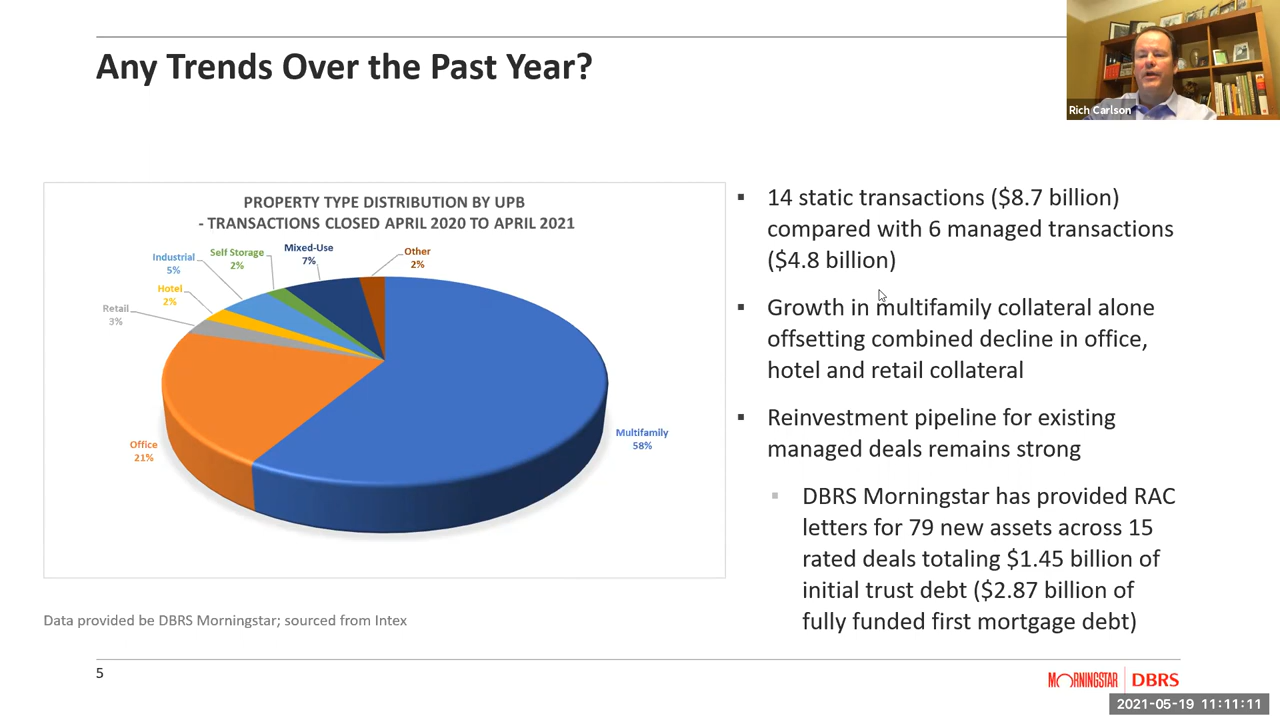 Any Trends Over the Past Year?
Rich Carlson
PROPERTY TYPE DISTRIBUTION BY UPB
- TRANSACTIONS CLOSED APRIL 2020 TO APRIL 2021
Industrial
5%
Self Storage
2%
Mixed-Use
7%
Other
2%
Hotel
2%
Retail
3%
Office
21%
Multifamily
58%
Data provided be DBRS Morningstar; sourced from Intex
▪ 14 static transactions ($8.7 billion)
compared with 6 managed transactions
($4.8 billion)
▪ Growth in multifamily collateral alone
offsetting combined decline in office,
hotel and retail collateral
▪ Reinvestment pipeline for existing
managed deals remains strong
▪ DBRS Morningstar has provided RAC
letters for 79 new assets across 15
rated deals totaling $1.45 billion of
initial trust debt ($2.87 billion of
fully funded first mortgage debt)
5
MORNINGSTAR | DBRS
2021-05-19 11:11:11